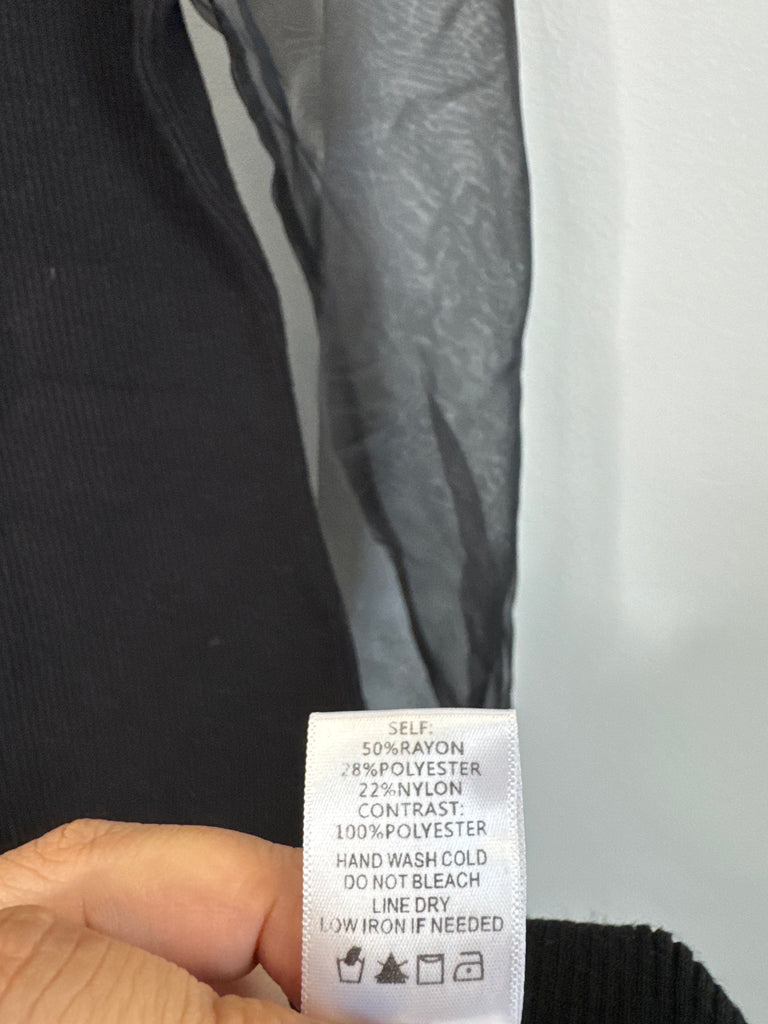 SELF:
50%RAYON
28%POLYESTER
22%NYLON
CONTRAST:
100%POLYESTER
HAND WASH COLD
DO NOT BLEACH
LINE DRY
LOW IRON IF NEEDED